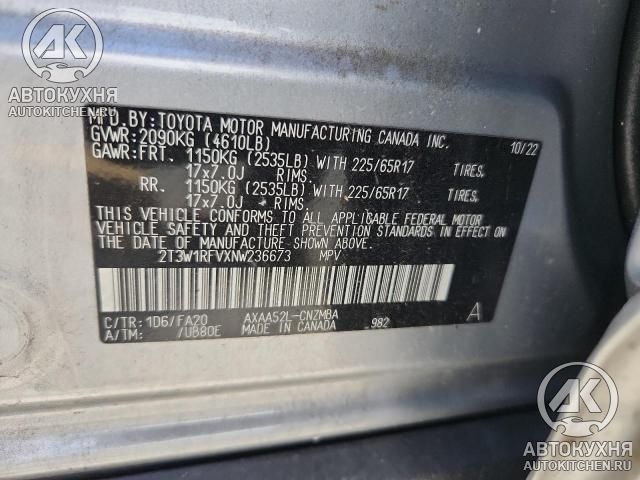 АК
АВТОКУХНЯ
AUTOKITCHEN.RU
MFD.BY:TOYOTA MOTOR MANUFACTURING CANADA INC.
10/22
GVWR:2090KG (4610LB)
GAWR:FRT. 1150KG (2535LB) WITH 225/65R17 TIRES,
17x7.0J RIMS.
RR. 1150KG (2535LB) WITH 225/65R17 TIRES,
17x7.0J RIMS.
THIS VEHICLE CONFORMS TO ALL APPLICABLE FEDERAL MOTOR
VEHICLE SAFETY AND THEFT PREVENTION STANDARDS IN EFFECT ON
THE DATE OF MANUFACTURE SHOWN ABOVE.
2T3W1RFVXNW236673 MPV
C/TR:1D6/FA20 AXAA52L-CNZMBA
A/TM: /UB80E MADE IN CANADA 982
A
АК
АВТОКУХНЯ
AUTOKITCHEN.RU